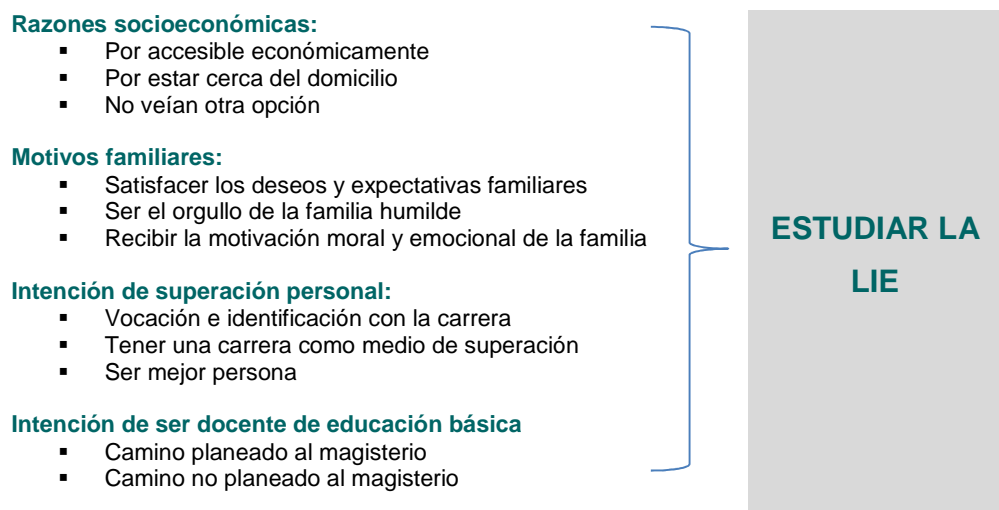 Razones socioeconómicas:
▪ Por accesible económicamente
▪ Por estar cerca del domicilio
▪ No veían otra opción
Motivos familiares:
▪ Satisfacer los deseos y expectativas familiares
▪ Ser el orgullo de la familia humilde
▪ Recibir la motivación moral y emocional de la familia
Intención de superación personal:
▪ Vocación e identificación con la carrera
▪ Tener una carrera como medio de superación
▪ Ser mejor persona
Intención de ser docente de educación básica
▪ Camino planeado al magisterio
▪ Camino no planeado al magisterio
ESTUDIAR LA
LIE